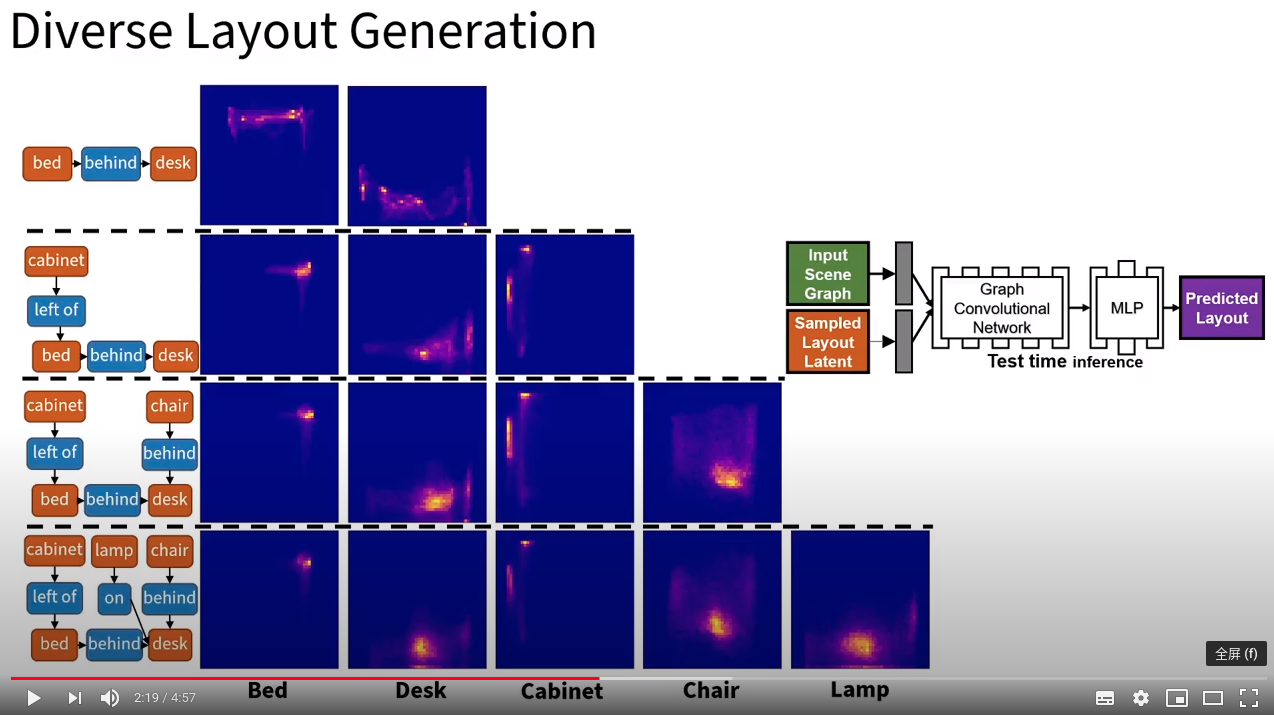 Diverse Layout Generation
bed behind desk
cabinet
left of
bed behind desk
Input
Scene
Graph
Sampled
Layout
Latent
Graph
Convolutional
Network
MLP
Predicted
Layout
Test time inference
cabinet chair
left of behind
bed behind desk
cabinet lamp chair
left of on behind
bed behind desk
全屏 (f)
Bed Desk Cabinet Chair Lamp
2:19 / 4:57